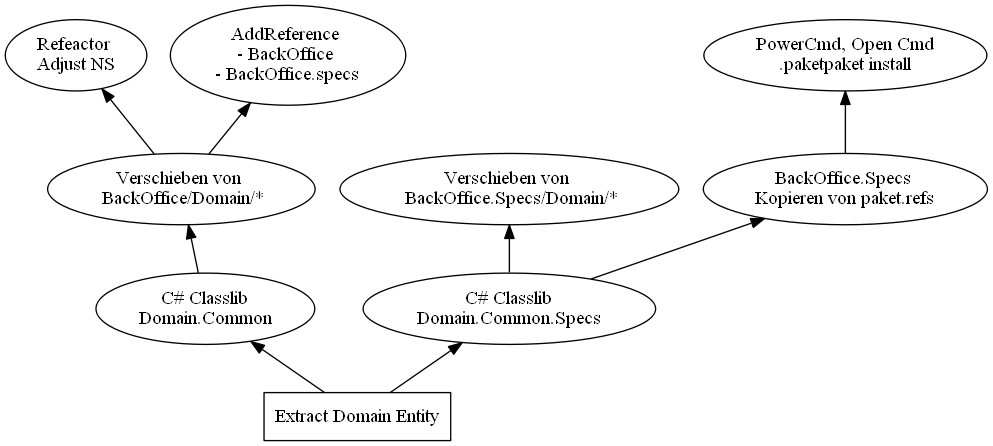 Refeactor
Adjust NS
AddReference
- BackOffice
- BackOffice.specs
PowerCmd, Open Cmd
.paketpaket install
Verschieben von
BackOffice/Domain/*
Verschieben von
BackOffice.Specs/Domain/*
BackOffice.Specs
Kopieren von paket.refs
C# Classlib
Domain.Common
C# Classlib
Domain.Common.Specs
Extract Domain Entity